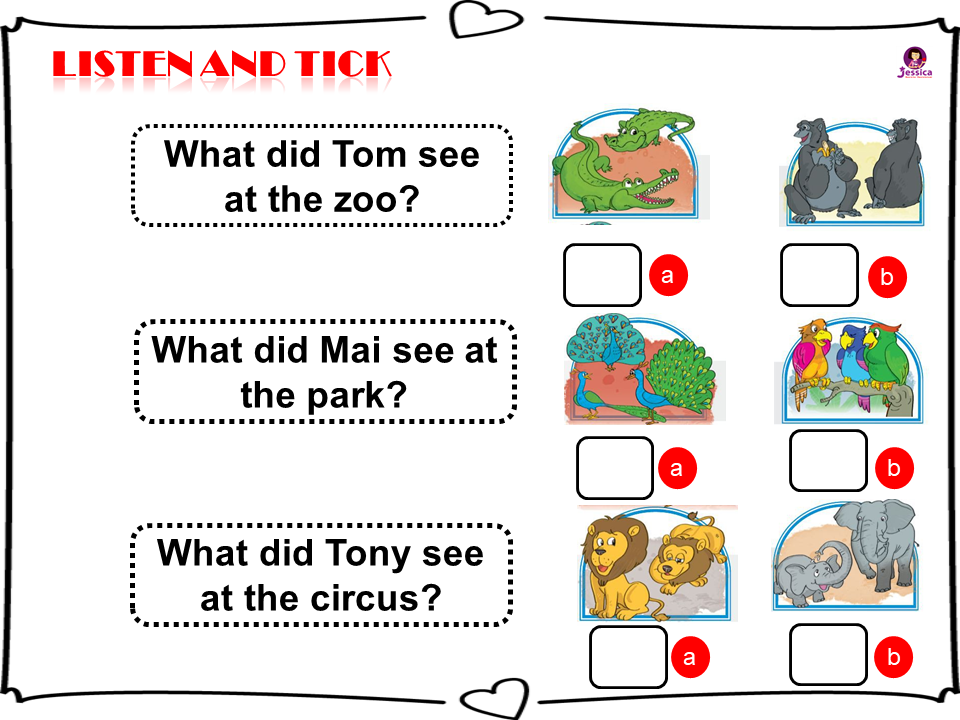 LISTEN AND TICK
Jessica
What did Tom see
at the zoo?
a
b
What did Mai see at
the park?
a
b
What did Tony see
at the circus?
a
b